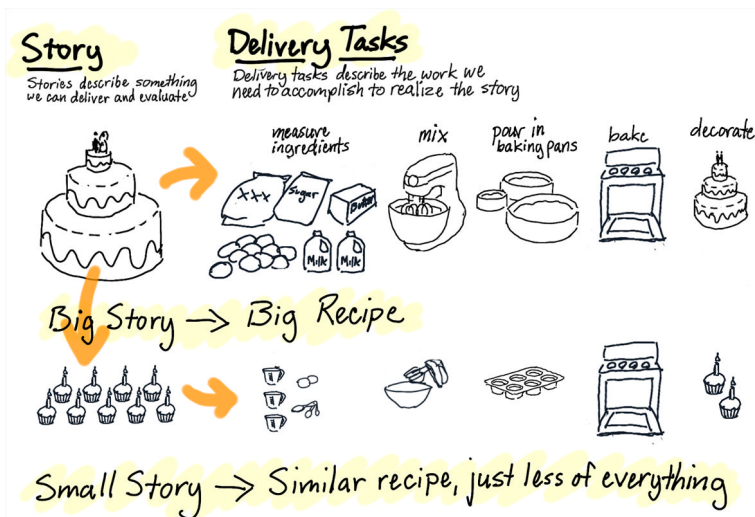 Story
Stories describe something
we can deliver and evaluate
Delivery Tasks
Delivery tasks describe the work we
need to accomplish to realize the story
measure
ingredients
mix
pour in
baking pans
bake
decorate
XXX
Sugar
Butter
Milk
Milk
Big Story → Big Recipe
Small Story → Similar recipe, just less of everything